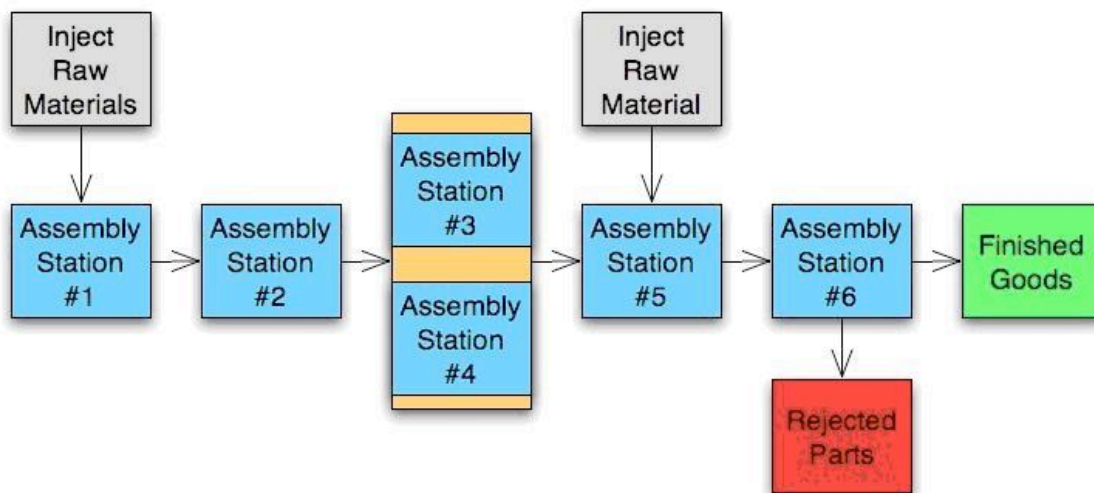 Inject
Raw
Materials
Inject
Raw
Material
Assembly
Station
#1
Assembly
Station
#2
Assembly
Station
#3
Assembly
Station
#4
Assembly
Station
#5
Assembly
Station
#6
Finished
Goods
Rejected
Parts